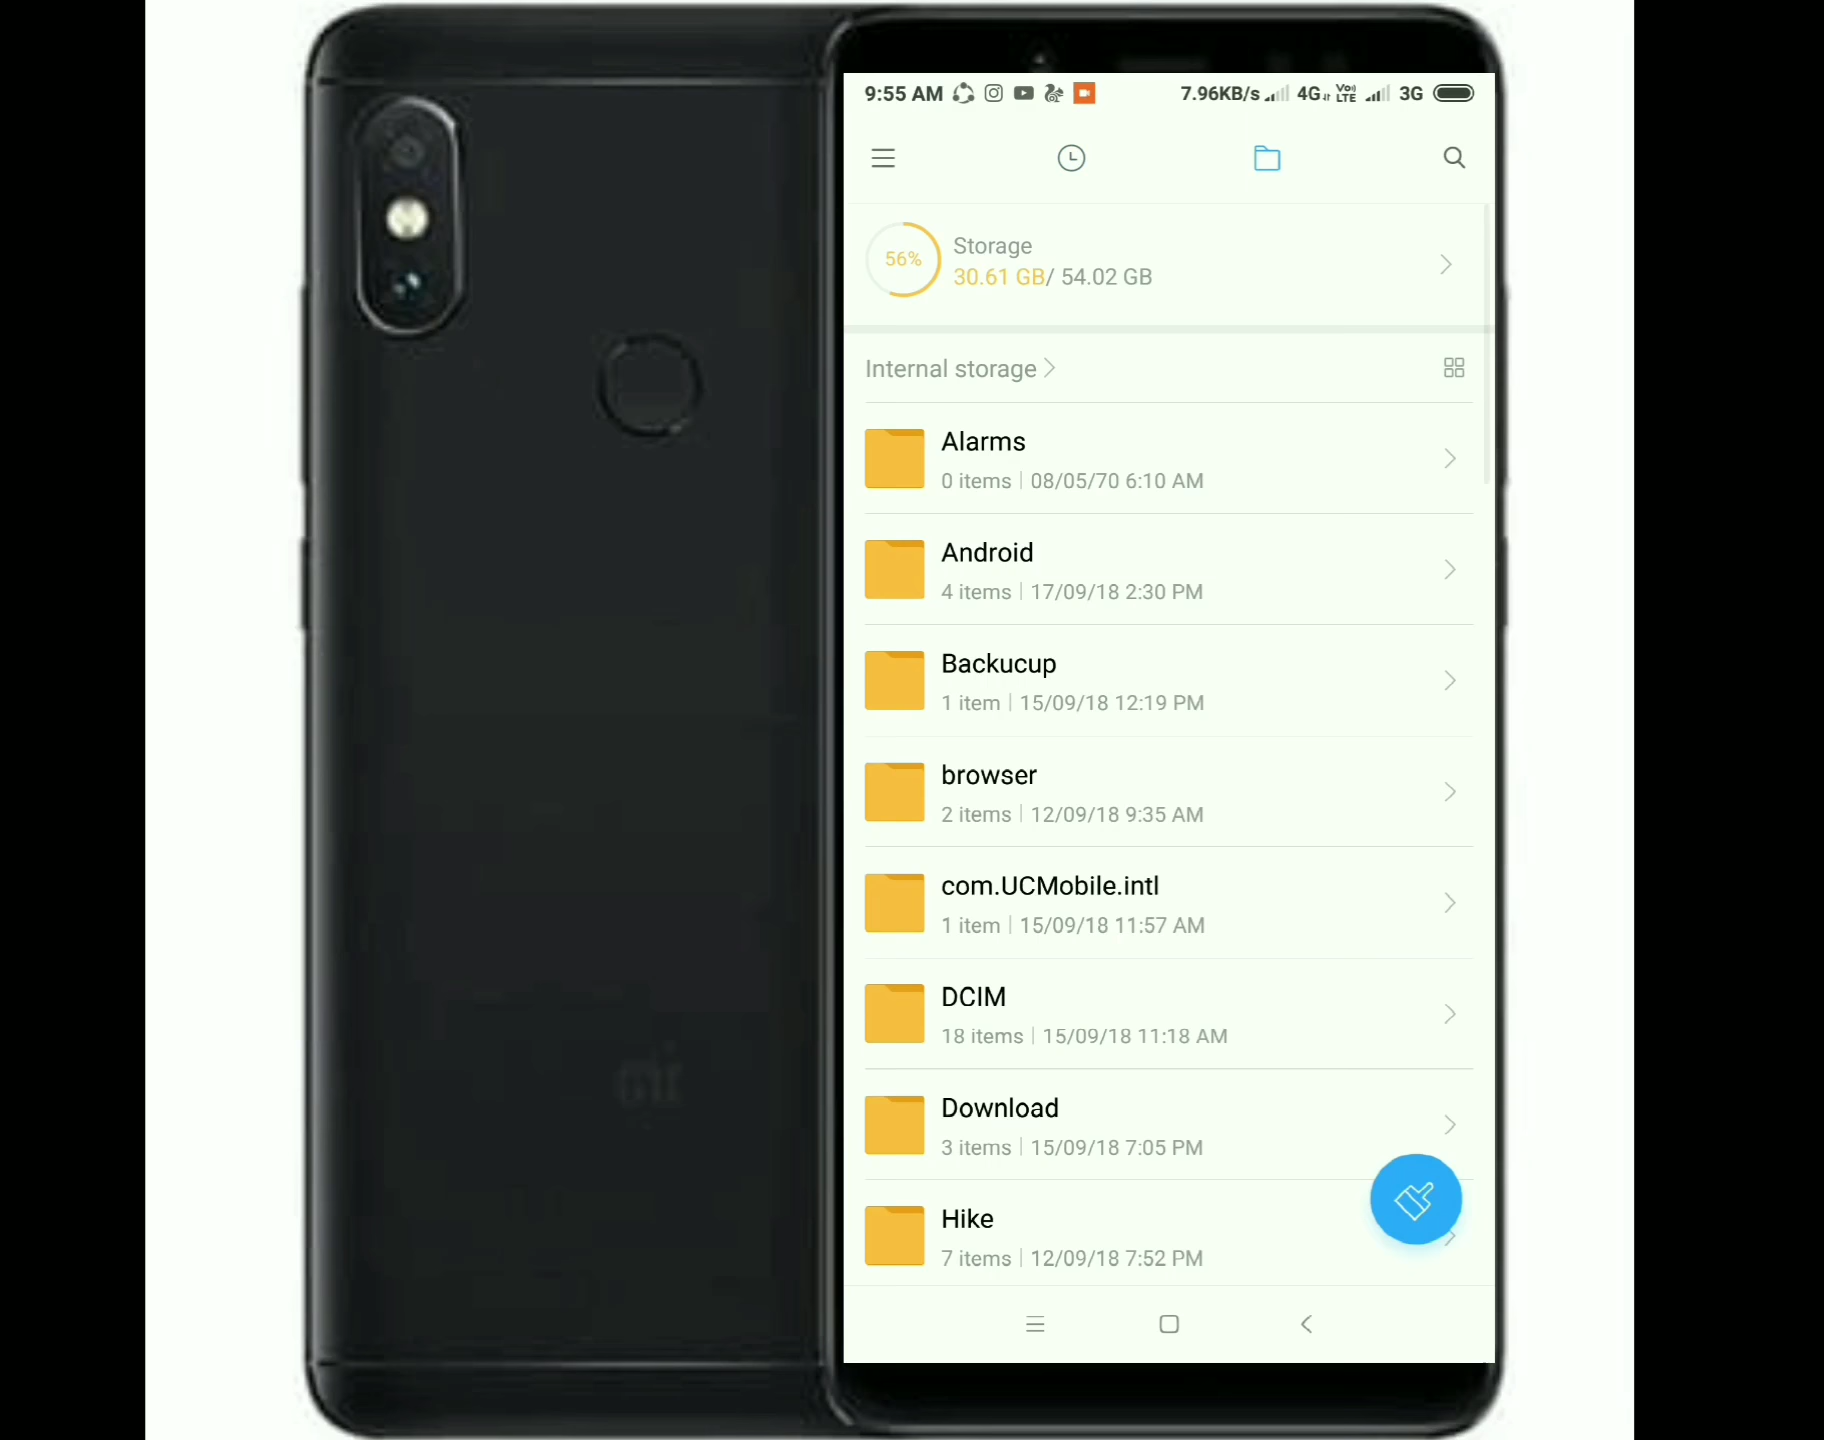 9:55 AM 7.96KB/s 4G VoLTE 3G
56%
Storage
30.61 GB/ 54.02 GB
Internal storage
Alarms
0 items | 08/05/70 6:10 AM
Android
4 items | 17/09/18 2:30 PM
Backucup
1 item | 15/09/18 12:19 PM
browser
2 items | 12/09/18 9:35 AM
com.UCMobile.intl
1 item | 15/09/18 11:57 AM
DCIM
18 items | 15/09/18 11:18 AM
Download
3 items | 15/09/18 7:05 PM
Hike
7 items | 12/09/18 7:52 PM
mi